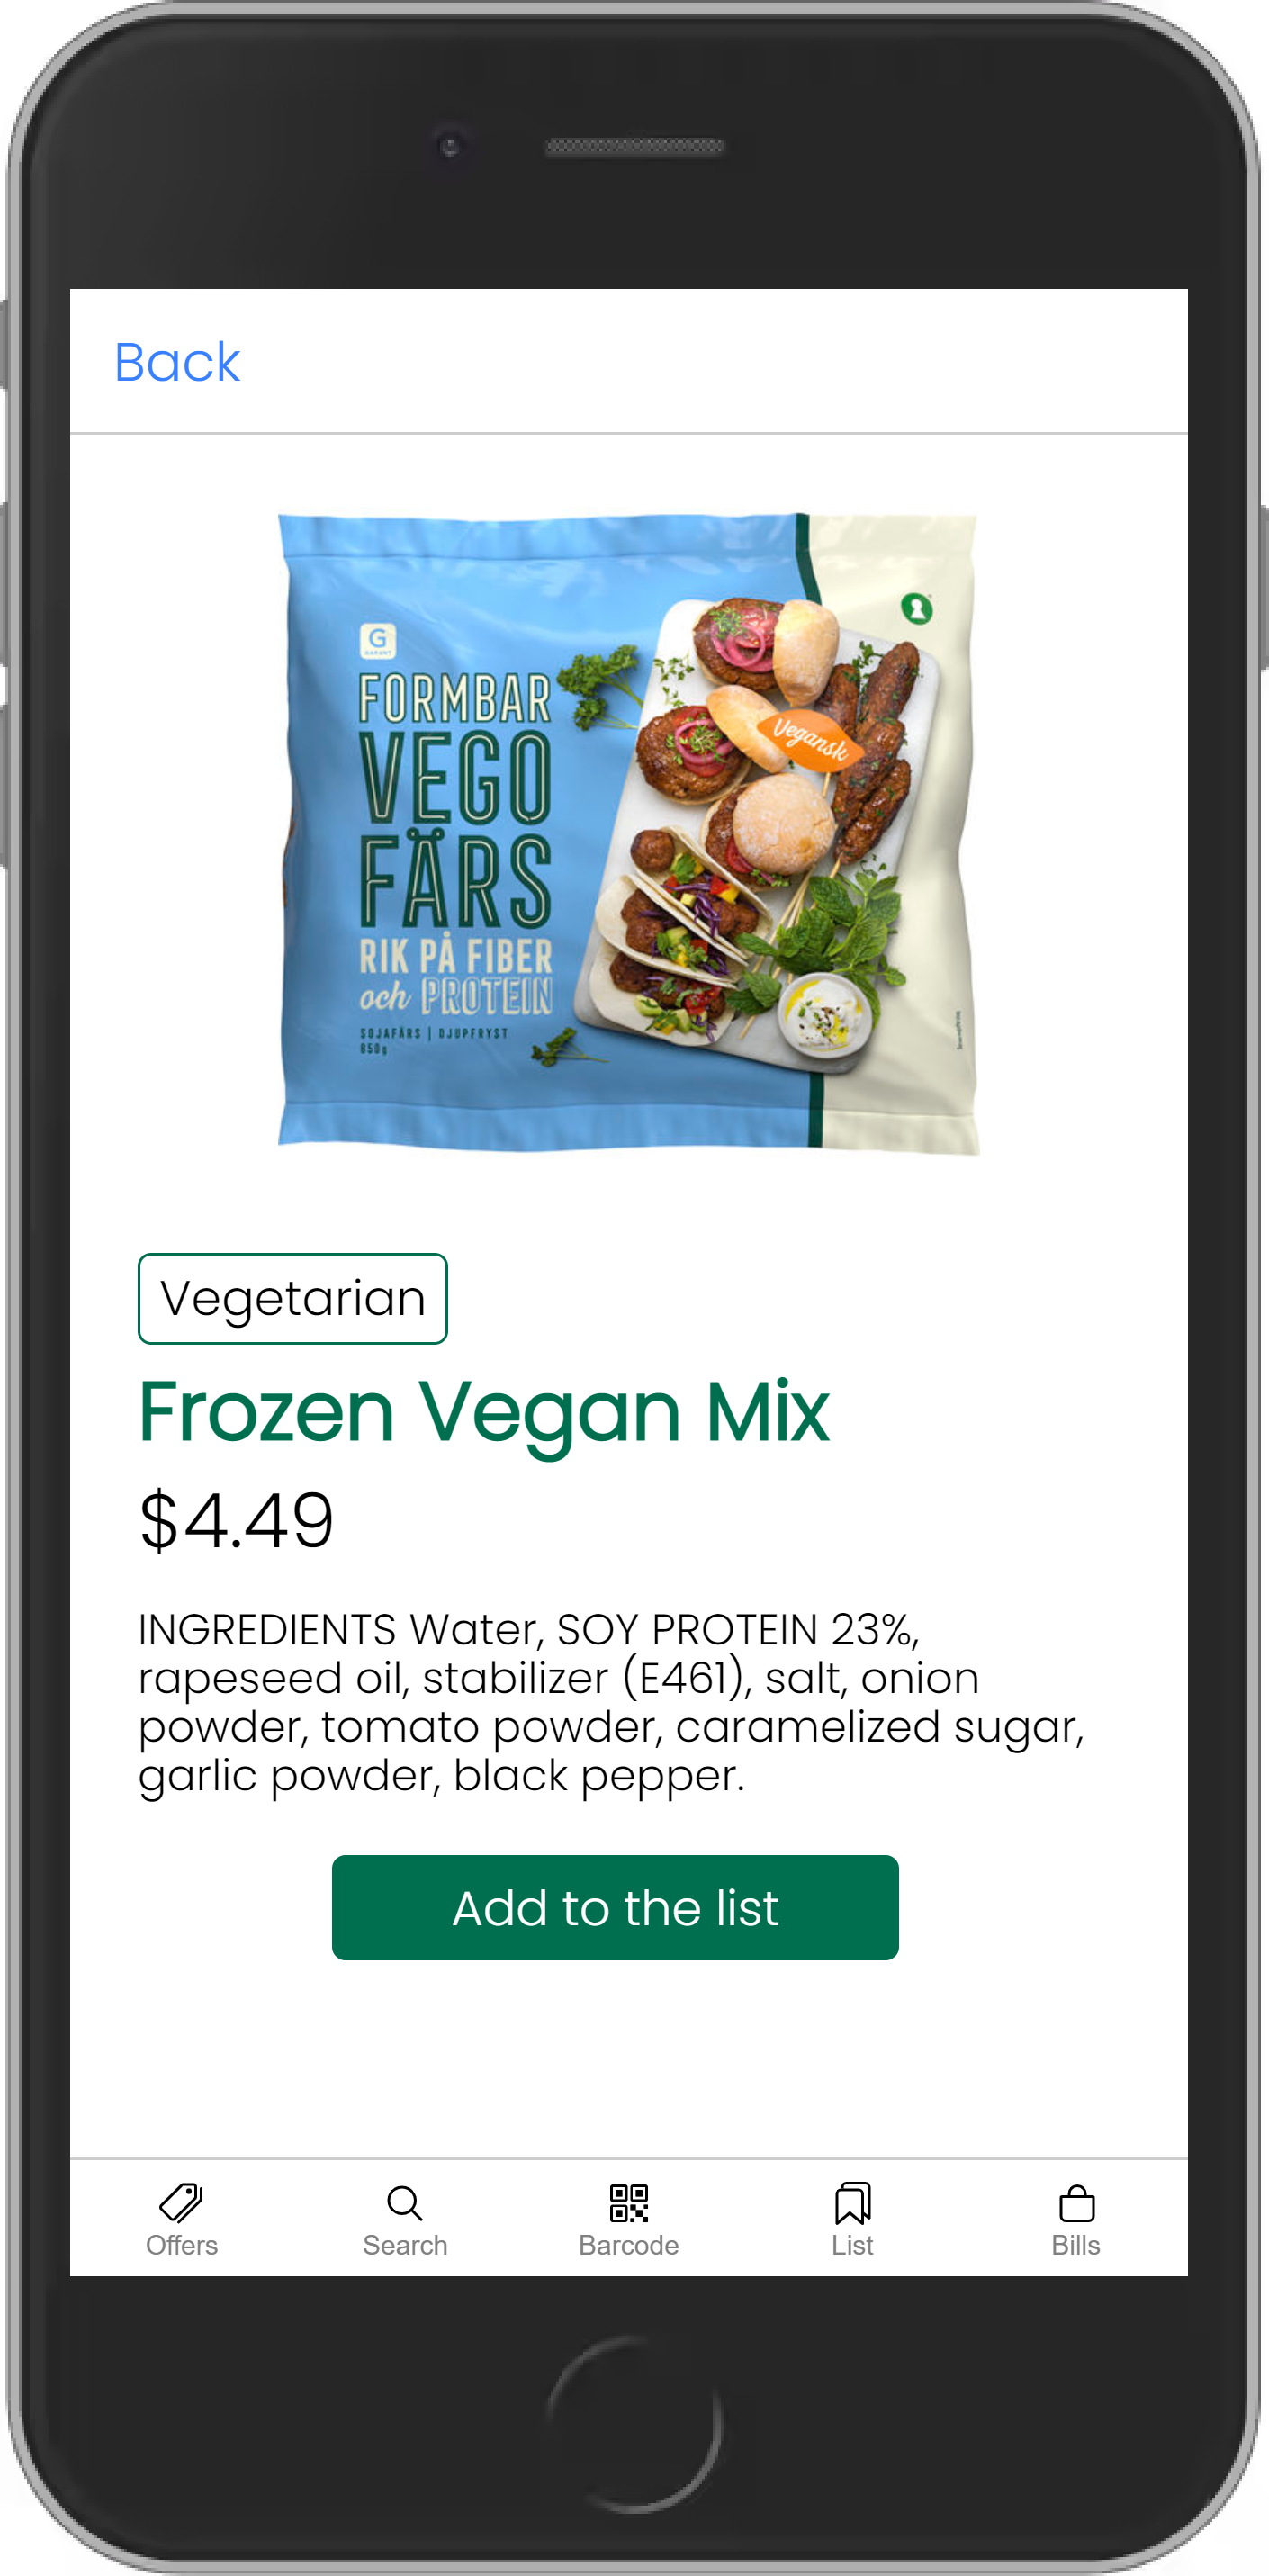 Back
G
GARANT
FORMBAR
VEGO
FÄRS
RIK PÅ FIBER
och PROTEIN
SOJAFÄRS | DJUPFRYST
850g
Vegansk
Vegetarian
Frozen Vegan Mix
$4.49
INGREDIENTS Water, SOY PROTEIN 23%,
rapeseed oil, stabilizer (E461), salt, onion
powder, tomato powder, caramelized sugar,
garlic powder, black pepper.
Add to the list
Offers
Search
Barcode
List
Bills